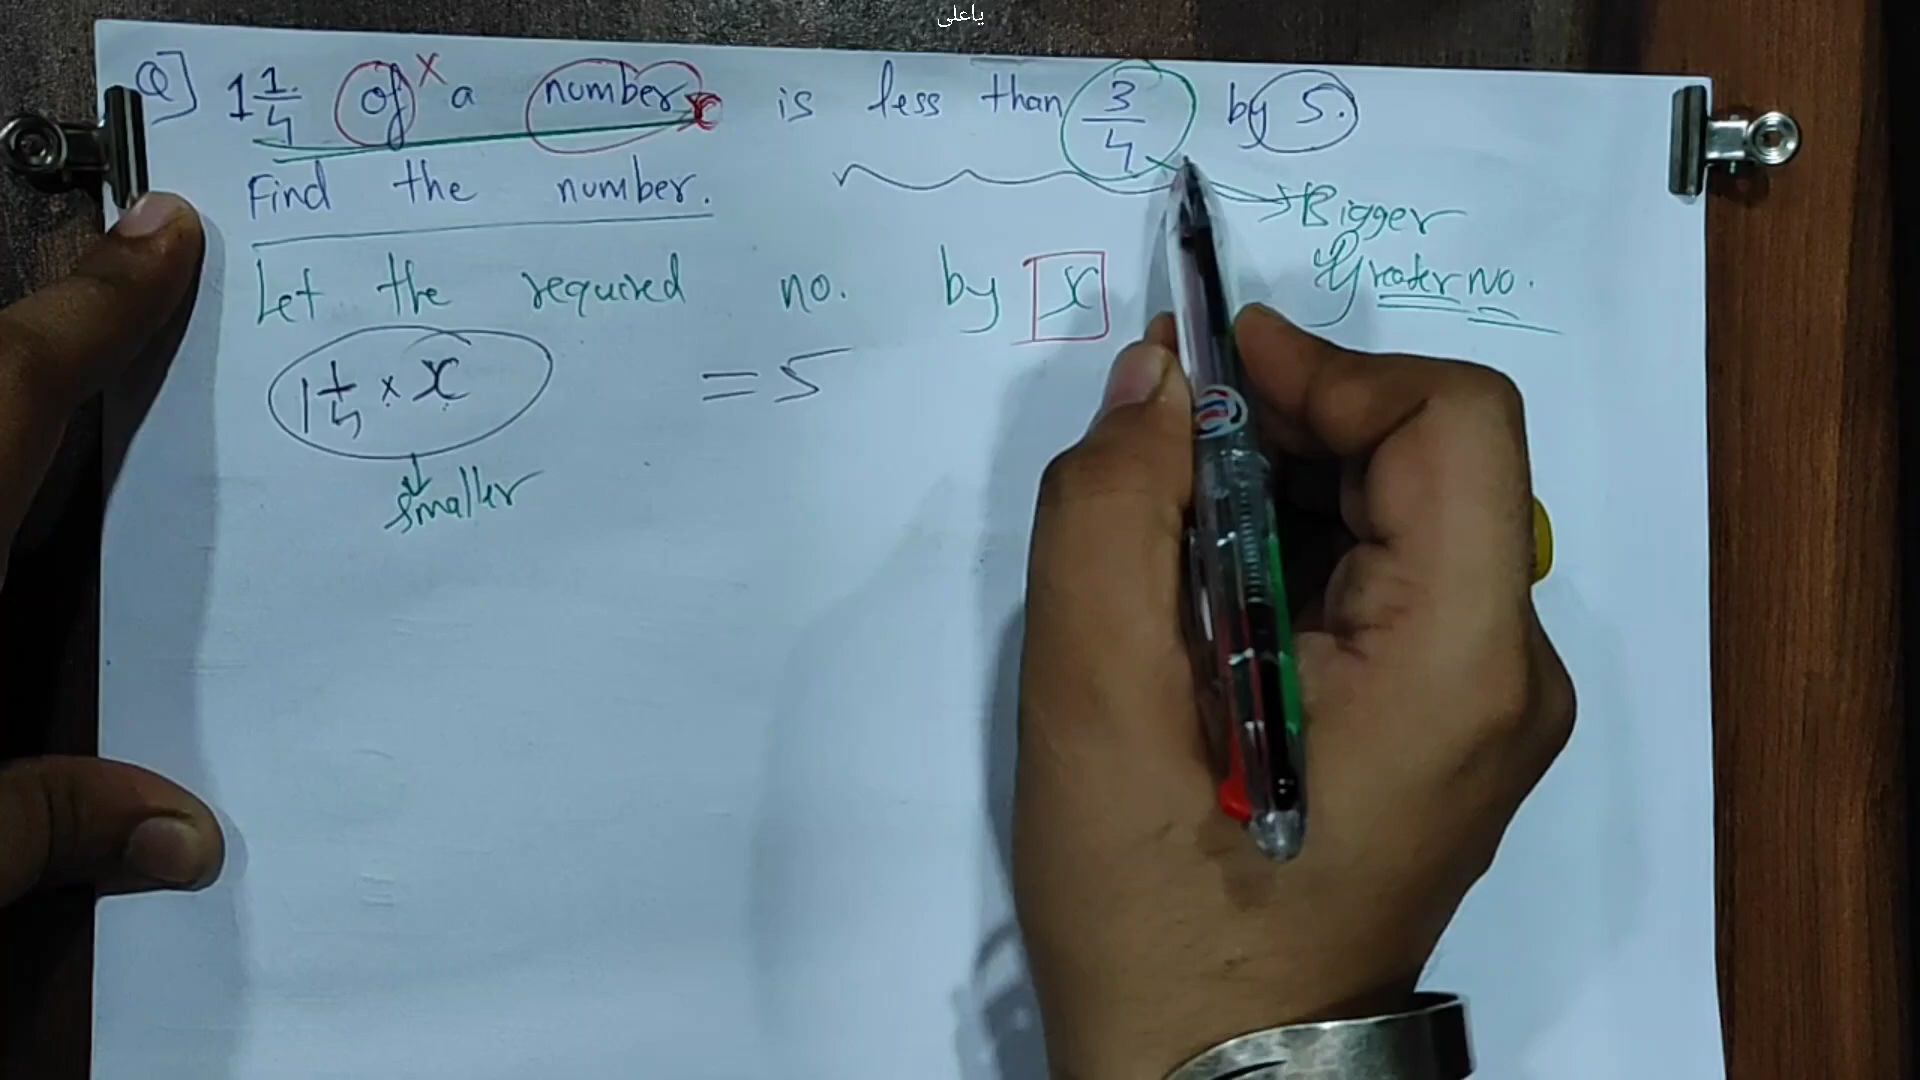 ياعلى
Q] 1 1/4 of x a number x is less than 3/4 by 5.
Find the number.
Bigger
Greater no.
Let the required no. by x
1 1/4 × x = 5
smaller